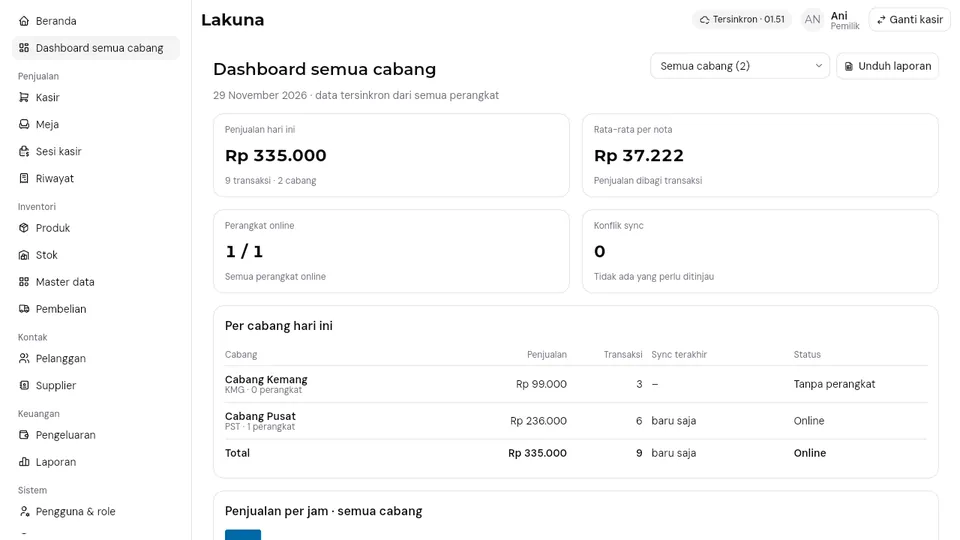 Beranda
Dashboard semua cabang
Penjualan
Kasir
Meja
Sesi kasir
Riwayat
Inventori
Produk
Stok
Master data
Pembelian
Kontak
Pelanggan
Supplier
Keuangan
Pengeluaran
Laporan
Sistem
Pengguna & role
Lakuna
Tersinkron · 01.51
AN
Ani
Pemilik
Ganti kasir
Dashboard semua cabang
Semua cabang (2)
Unduh laporan
29 November 2026 · data tersinkron dari semua perangkat
Penjualan hari ini
Rp 335.000
9 transaksi · 2 cabang
Rata-rata per nota
Rp 37.222
Penjualan dibagi transaksi
Perangkat online
1 / 1
Semua perangkat online
Konflik sync
0
Tidak ada yang perlu ditinjau
Per cabang hari ini
Cabang Penjualan Transaksi Sync terakhir Status
Cabang Kemang Rp 99.000 3 – Tanpa perangkat
KMG · 0 perangkat
Cabang Pusat Rp 236.000 6 baru saja Online
PST · 1 perangkat
Total Rp 335.000 9 baru saja Online
Penjualan per jam · semua cabang